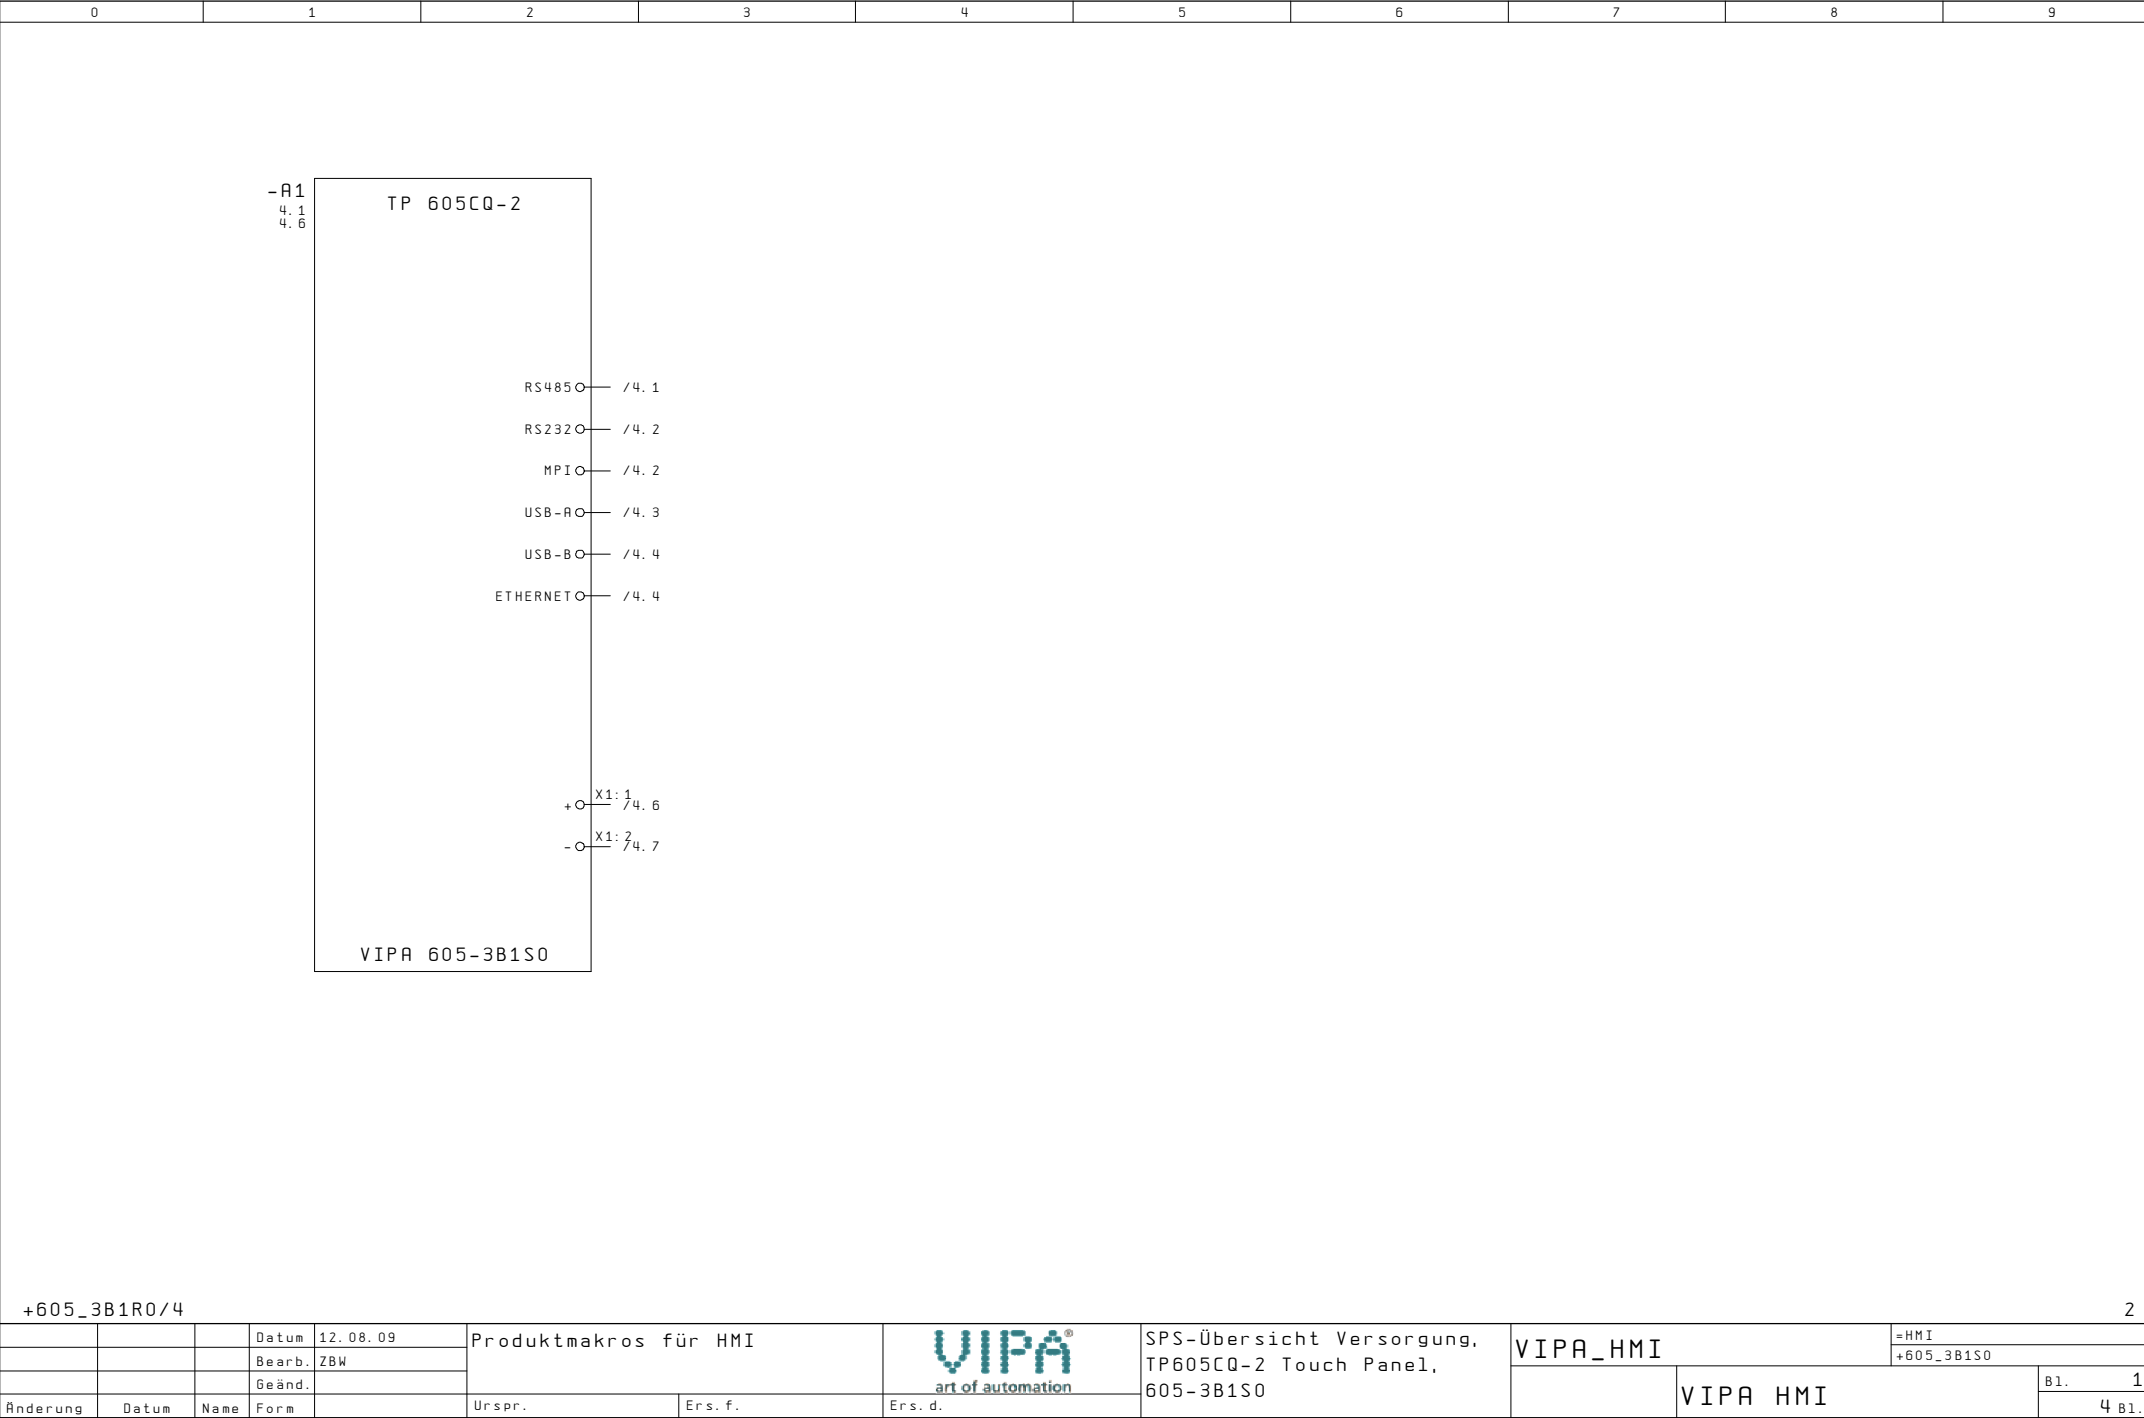 0 1 2 3 4 5 6 7 8 9
-A1
4.1
4.6
TP 605CQ-2
RS485 /4.1
RS232 /4.2
MPI /4.2
USB-A /4.3
USB-B /4.4
ETHERNET /4.4
X1:1
+ /4.6
X1:2
- /4.7
VIPA 605-3B1S0
+605_3B1R0/4 2
Datum 12.08.09
Bearb. ZBW
Geänd.
Änderung Datum Name Form
Produktmakros für HMI
Urspr. Ers.f. Ers.d.
VIPA®
art of automation
SPS-Übersicht Versorgung,
TP605CQ-2 Touch Panel,
605-3B1S0
VIPA_HMI
VIPA HMI
=HMI
+605_3B1S0
Bl. 1
4 Bl.